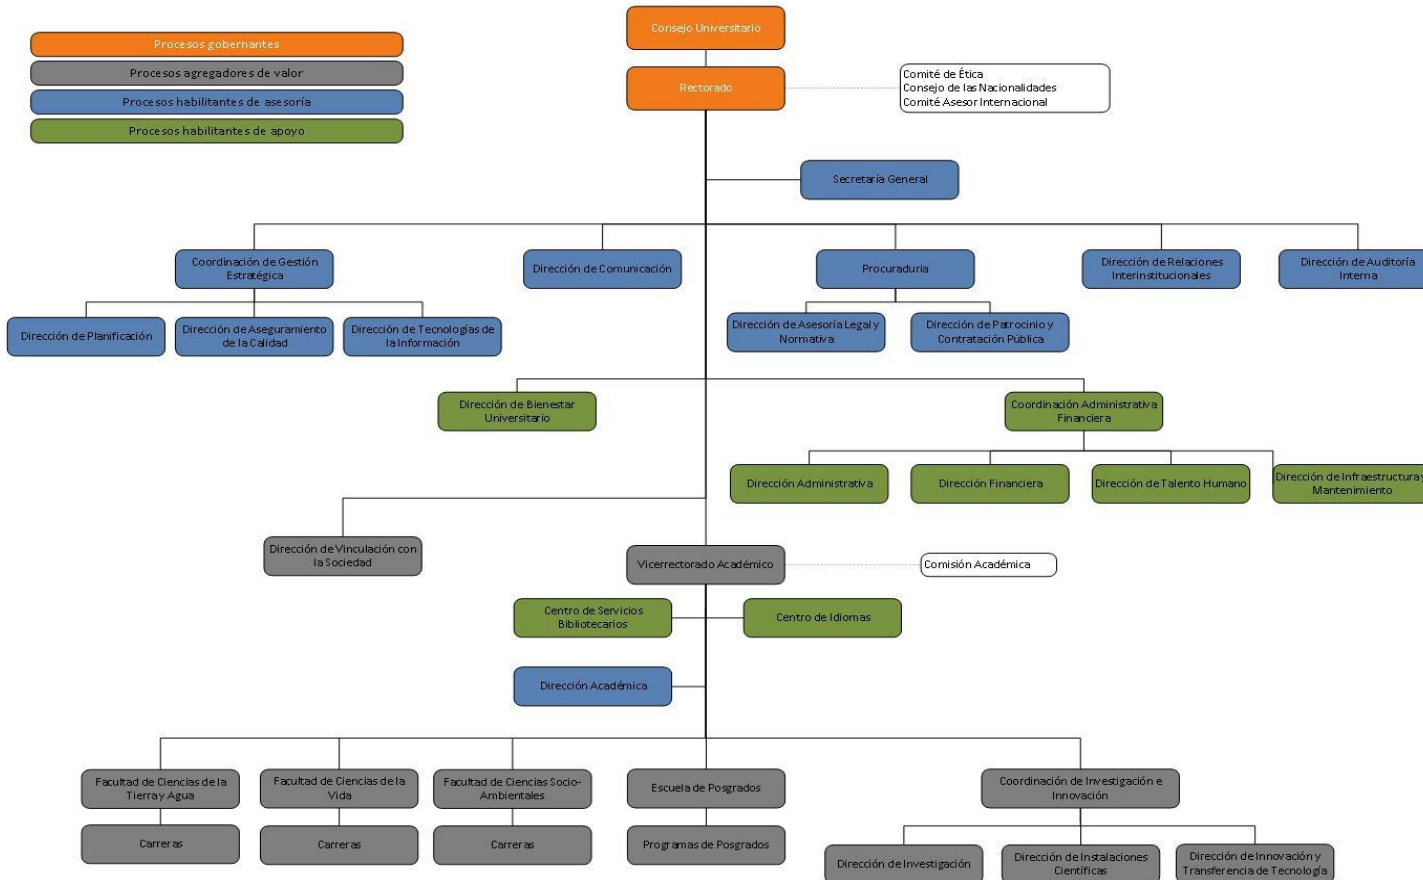 Consejo Universitario
Procesos gobernantes
Procesos agregadores de valor
Procesos habilitantes de asesoría
Procesos habilitantes de apoyo
Rectorado
Comité de Ética
Consejo de las Nacionalidades
Comité Asesor Internacional
Secretaría General
Coordinación de Gestión
Estratégica
Dirección de Comunicación
Procuraduria
Dirección de Relaciones
Interinstitucionales
Dirección de Auditoría
Interna
Dirección de Planificación
Dirección de Aseguramiento
de la Calidad
Dirección de Tecnologías de
la Información
Dirección de Asesoría Legal y
Normativa
Dirección de Patrocinio y
Contratación Pública
Dirección de Bienestar
Universitario
Coordinación Administrativa
Financiera
Dirección Administrativa
Dirección Financiera
Dirección de Talento Humano
Dirección de Infraestructura y
Mantenimiento
Dirección de Vinculación con
la Sociedad
Vicerrectorado Académico
Comisión Académica
Centro de Servicios
Bibliotecarios
Centro de Idiomas
Dirección Académica
Facultad de Ciencias de la
Tierra y Agua
Facultad de Ciencias de la
Vida
Facultad de Ciencias Socio-
Ambientales
Escuela de Posgrados
Coordinación de Investigación e
Innovación
Carreras
Carreras
Carreras
Programas de Posgrados
Dirección de Investigación
Dirección de Instalaciones
Científicas
Dirección de Innovación y
Transferencia de Tecnología